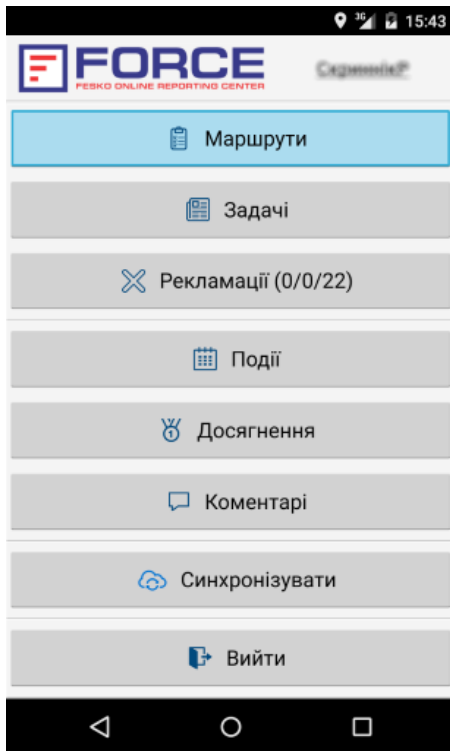 3G 15:43
FORCE
FESKO ONLINE REPORTING CENTER
Маршрути
Задачі
Рекламації (0/0/22)
Події
1 Досягнення
Коментарі
Синхронізувати
Вийти